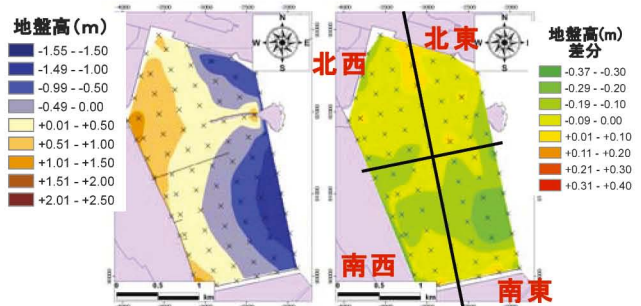 地盤高(m)
-1.55 - -1.50
-1.49 - -1.00
-0.99 - -0.50
-0.49 - 0.00
+0.01 - +0.50
+0.51 - +1.00
+1.01 - +1.50
+1.51 - +2.00
+2.01 - +2.50
N
W
E
S
0
0.5
1
km
北西
北東
南西
南東
N
W
S
0
0.5
1
km
地盤高(m)
差分
-0.37 - -0.30
-0.29 - -0.20
-0.19 - -0.10
-0.09 - 0.00
+0.01 - +0.10
+0.11 - +0.20
+0.21 - +0.30
+0.31 - +0.40